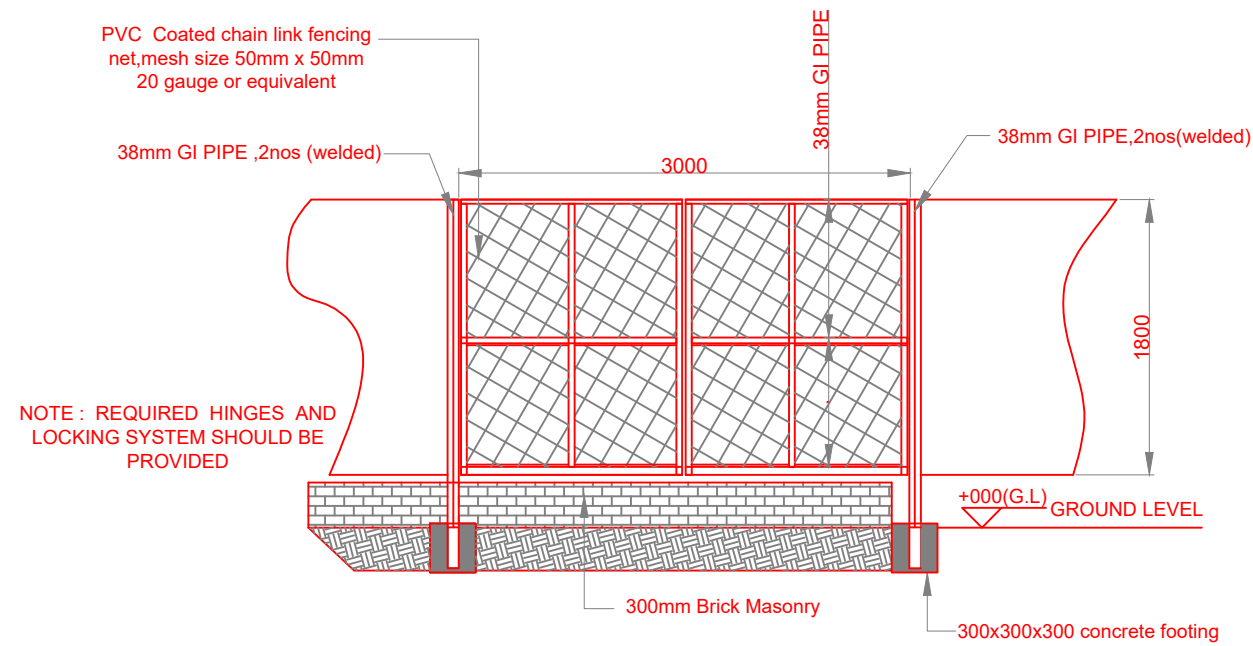 PVC Coated chain link fencing
net,mesh size 50mm x 50mm
20 gauge or equivalent
38mm GI PIPE
38mm GI PIPE ,2nos (welded)
38mm GI PIPE,2nos(welded)
3000
1800
NOTE : REQUIRED HINGES AND
LOCKING SYSTEM SHOULD BE
PROVIDED
+000(G.L)
GROUND LEVEL
300mm Brick Masonry
300x300x300 concrete footing